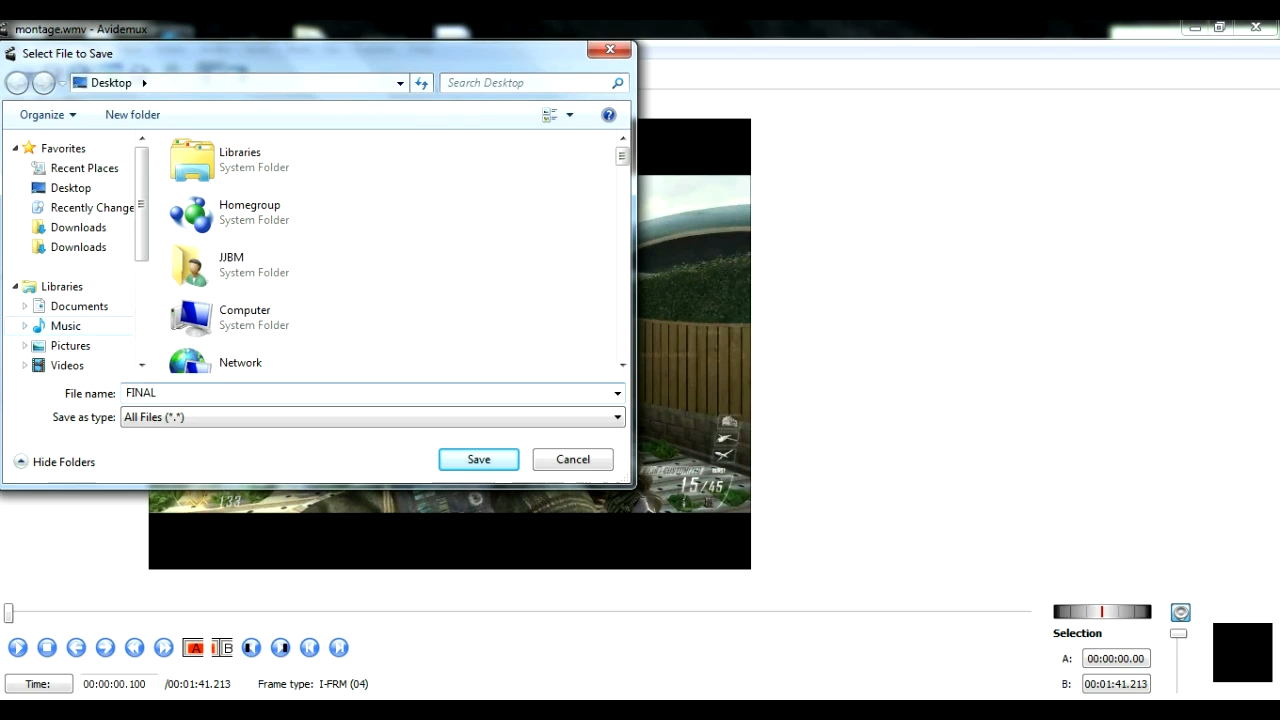 montage.wmv - Avidemux
Select File to Save
Desktop
Search Desktop
Organize
New folder
Favorites
Recent Places
Desktop
Recently Change
Downloads
Downloads
Libraries
Documents
Music
Pictures
Videos
Libraries
System Folder
Homegroup
System Folder
JJBM
System Folder
Computer
System Folder
Network
File name: FINAL
Save as type: All Files (*.*)
Hide Folders
Save
Cancel
15/45
133
Selection
A: 00:00:00.00
B: 00:01:41.213
A
B
Time: 00:00:00.100 /00:01:41.213 Frame type: I-FRM (04)